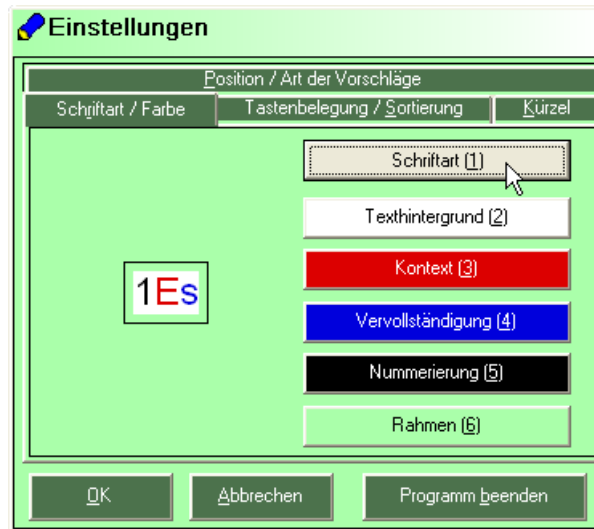 Einstellungen
Position / Art der Vorschläge
Schriftart / Farbe Tastenbelegung / Sortierung Kürzel
Schriftart (1)
Texthintergrund (2)
Kontext (3)
1Es
Vervollständigung (4)
Nummerierung (5)
Rahmen (6)
OK Abbrechen Programm beenden